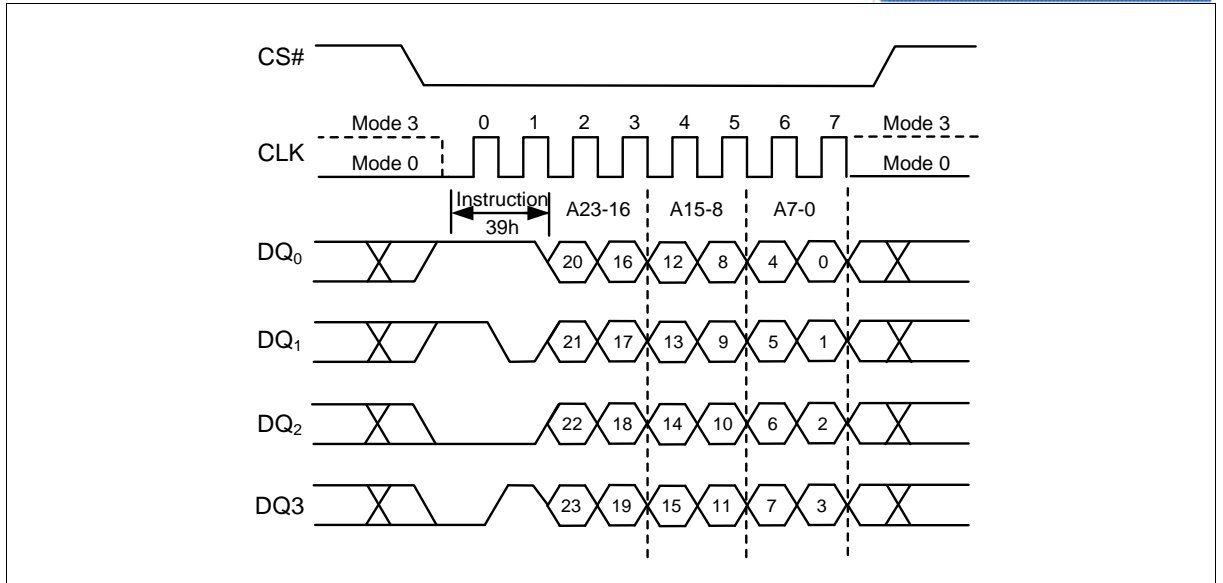 CS#
Mode 3 0 1 2 3 4 5 6 7 Mode 3
CLK
Mode 0 Mode 0
Instruction A23-16 A15-8 A7-0
39h
DQ₀ 20 16 12 8 4 0
DQ₁ 21 17 13 9 5 1
DQ₂ 22 18 14 10 6 2
DQ3 23 19 15 11 7 3